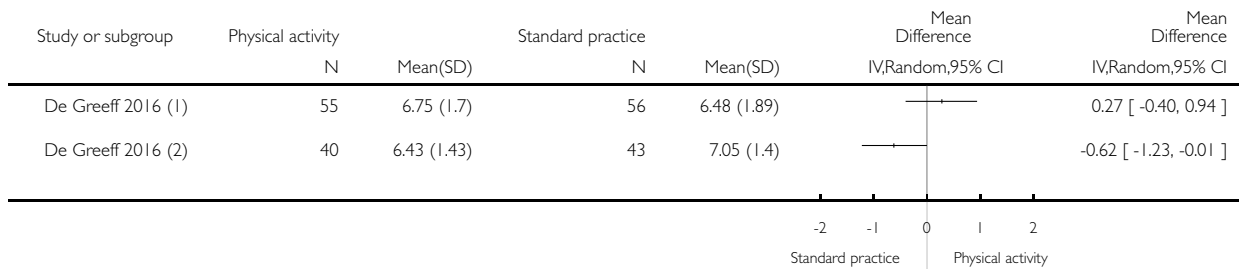 Study or subgroup Physical activity Standard practice Mean Difference Mean Difference
N Mean(SD) N Mean(SD) IV,Random,95% CI IV,Random,95% CI
De Greeff 2016 (1) 55 6.75 (1.7) 56 6.48 (1.89) 0.27 [ -0.40, 0.94 ]
De Greeff 2016 (2) 40 6.43 (1.43) 43 7.05 (1.4) -0.62 [ -1.23, -0.01 ]
-2 -1 0 1 2
Standard practice Physical activity